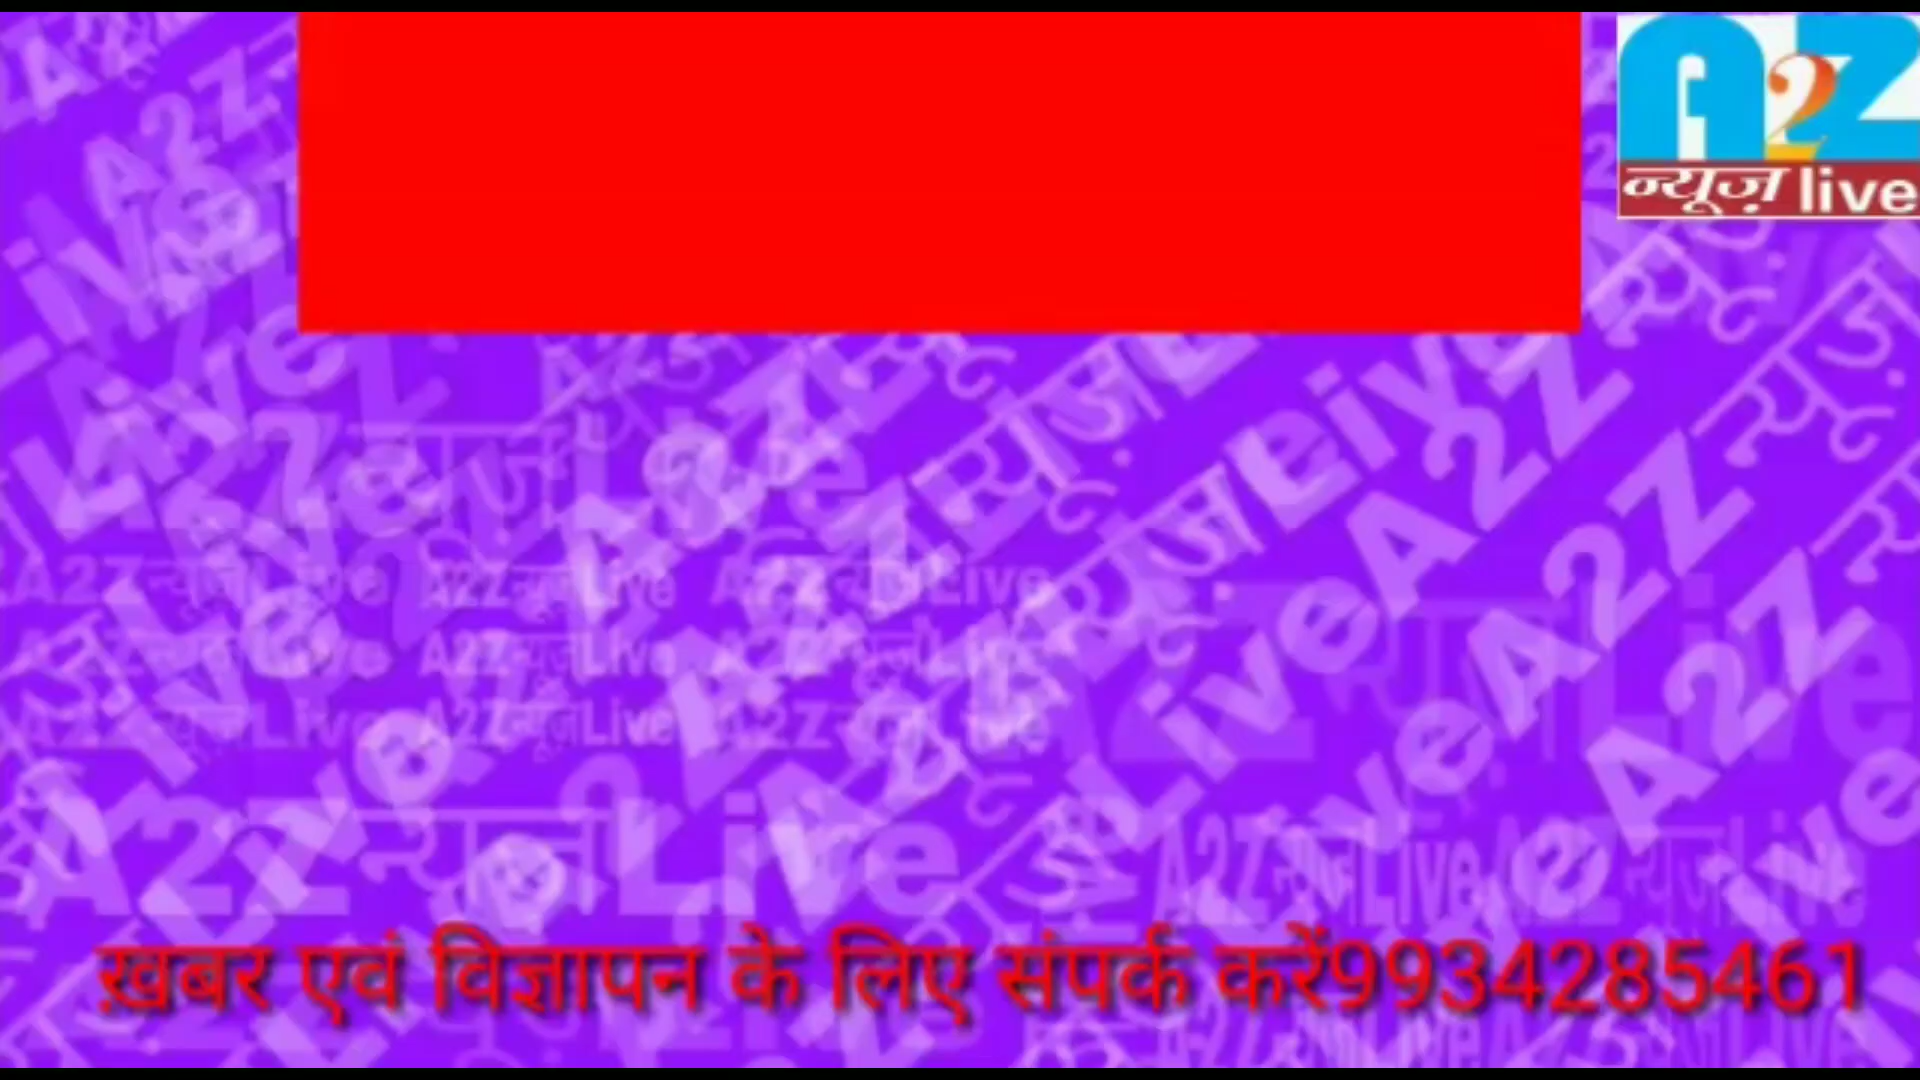 A2Z
न्यूज़ live
ख़बर एवं विज्ञापन के लिए संपर्क करें9934285461